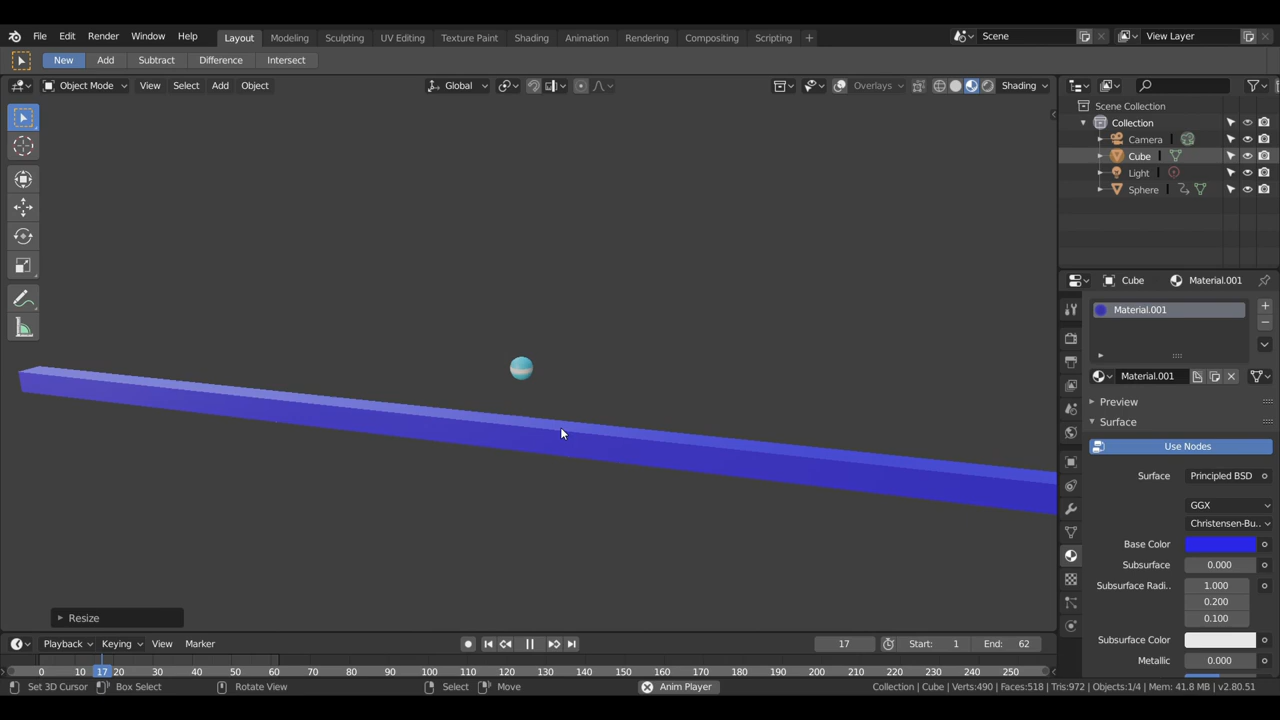 File Edit Render Window Help Layout Modeling Sculpting UV Editing Texture Paint Shading Animation Rendering Compositing Scripting + Scene View Layer
New Add Subtract Difference Intersect
Object Mode View Select Add Object Global Overlays Shading
Scene Collection
Collection
Camera
Cube
Light
Sphere
Cube Material.001
Material.001
Material.001
Preview
Surface
Use Nodes
Surface Principled BSD
GGX
Christensen-Bu..
Base Color
Subsurface 0.000
Subsurface Radi.. 1.000
0.200
0.100
Subsurface Color
Metallic 0.000
Resize
Playback Keying View Marker 17 Start: 1 End: 62
0 10 17 20 30 40 50 60 70 80 90 100 110 120 130 140 150 160 170 180 190 200 210 220 230 240 250
Set 3D Cursor Box Select Rotate View Select Move Anim Player Collection | Cube | Verts:490 | Faces:518 | Tris:972 | Objects:1/4 | Mem: 41.8 MB | v2.80.51